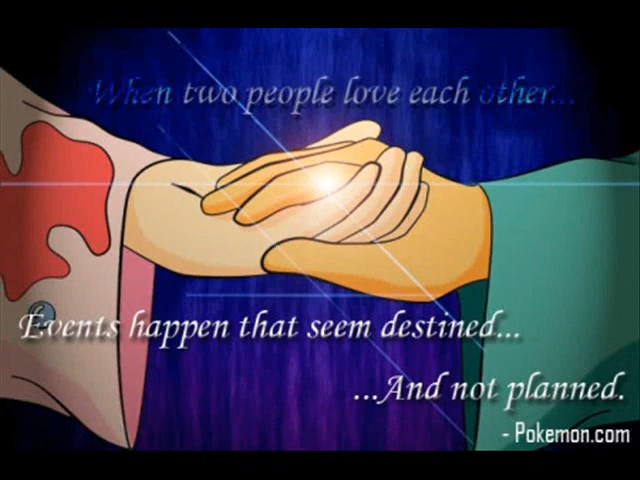 When two people love each other...
Events happen that seem destined...
...And not planned.
- Pokemon.com